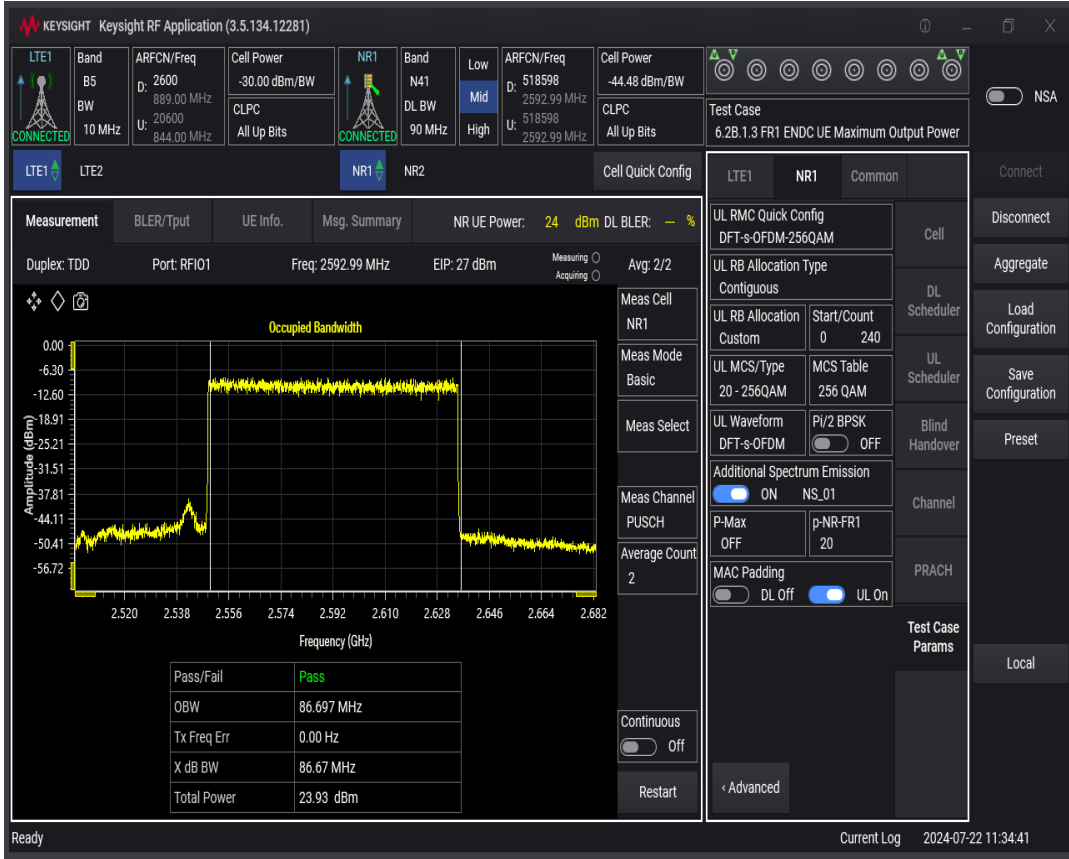 KEYSIGHT Keysight RF Application (3.5.134.12281)
LTE1 Band ARFCN/Freq Cell Power NR1 Band Low ARFCN/Freq Cell Power
B5 D: 2600 -30.00 dBm/BW N41 D: 518598 -44.48 dBm/BW
889.00 MHz Mid 2592.99 MHz
BW CLPC DL BW CLPC Test Case
CONNECTED 10 MHz U: 20600 All Up Bits CONNECTED 90 MHz High U: 518598 All Up Bits 6.2B.1.3 FR1 ENDC UE Maximum Output Power
844.00 MHz 2592.99 MHz
NSA
LTE1 LTE2 NR1 NR2 Cell Quick Config
LTE1 NR1 Common
Connect
Disconnect
Aggregate
Load
Configuration
Save
Configuration
Preset
Local
Measurement BLER/Tput UE Info. Msg. Summary NR UE Power: 24 dBm DL BLER: -- %
Duplex: TDD Port: RFIO1 Freq: 2592.99 MHz EIP: 27 dBm Measuring Avg: 2/2
Acquiring
Occupied Bandwidth
Amplitude (dBm)
0.00
-6.30
-12.60
-18.91
-25.21
-31.51
-37.81
-44.11
-50.41
-56.72
2.520 2.538 2.556 2.574 2.592 2.610 2.628 2.646 2.664 2.682
Frequency (GHz)
Pass/Fail Pass
OBW 86.697 MHz
Tx Freq Err 0.00 Hz
X dB BW 86.67 MHz
Total Power 23.93 dBm
Meas Cell
NR1
Meas Mode
Basic
Meas Select
Meas Channel
PUSCH
Average Count
2
Continuous
Off
Restart
UL RMC Quick Config
DFT-s-OFDM-256QAM
UL RB Allocation Type
Contiguous
UL RB Allocation Start/Count
Custom 0 240
UL MCS/Type MCS Table
20 - 256QAM 256 QAM
UL Waveform Pi/2 BPSK
DFT-s-OFDM OFF
Additional Spectrum Emission
ON NS_01
P-Max p-NR-FR1
OFF 20
MAC Padding
DL Off UL On
‹ Advanced
Cell
DL
Scheduler
UL
Scheduler
Blind
Handover
Channel
PRACH
Test Case
Params
Ready Current Log 2024-07-22 11:34:41